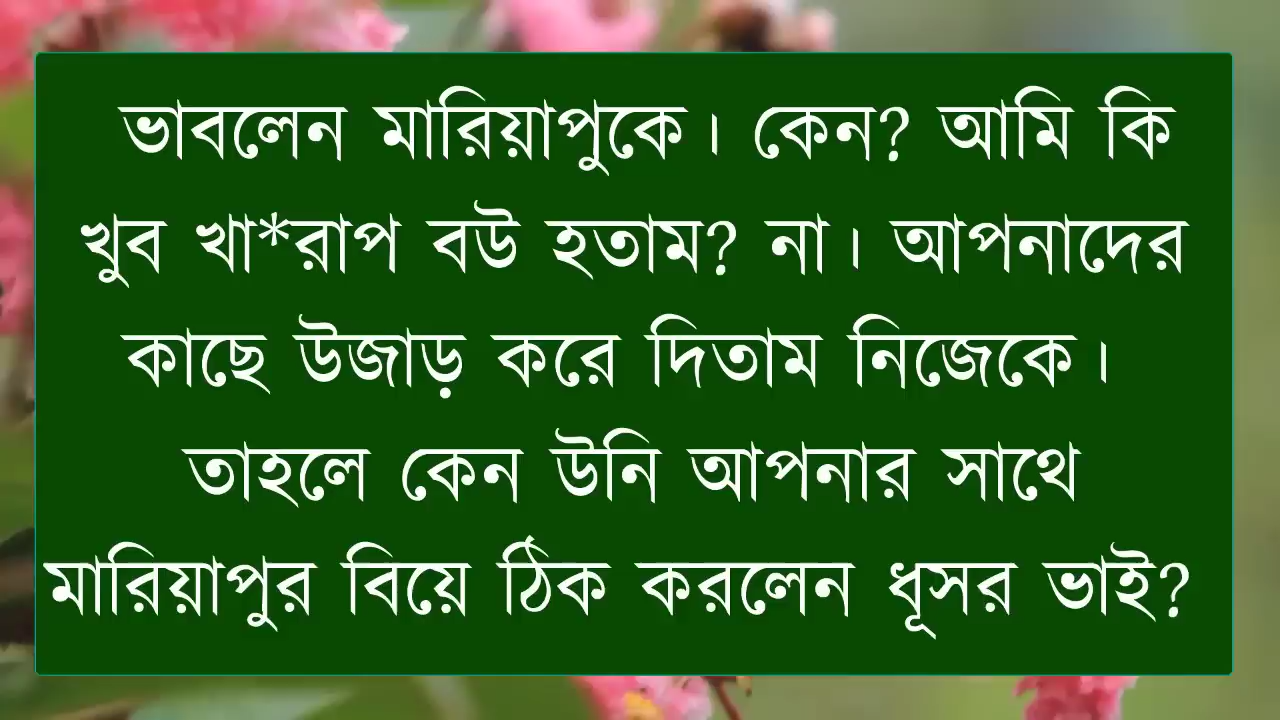 ভাবলেন মারিয়াপুকে। কেন? আমি কি
খুব খা*রাপ বউ হতাম? না। আপনাদের
কাছে উজাড় করে দিতাম নিজেকে।
তাহলে কেন উনি আপনার সাথে
মারিয়াপুর বিয়ে ঠিক করলেন ধূসর ভাই?